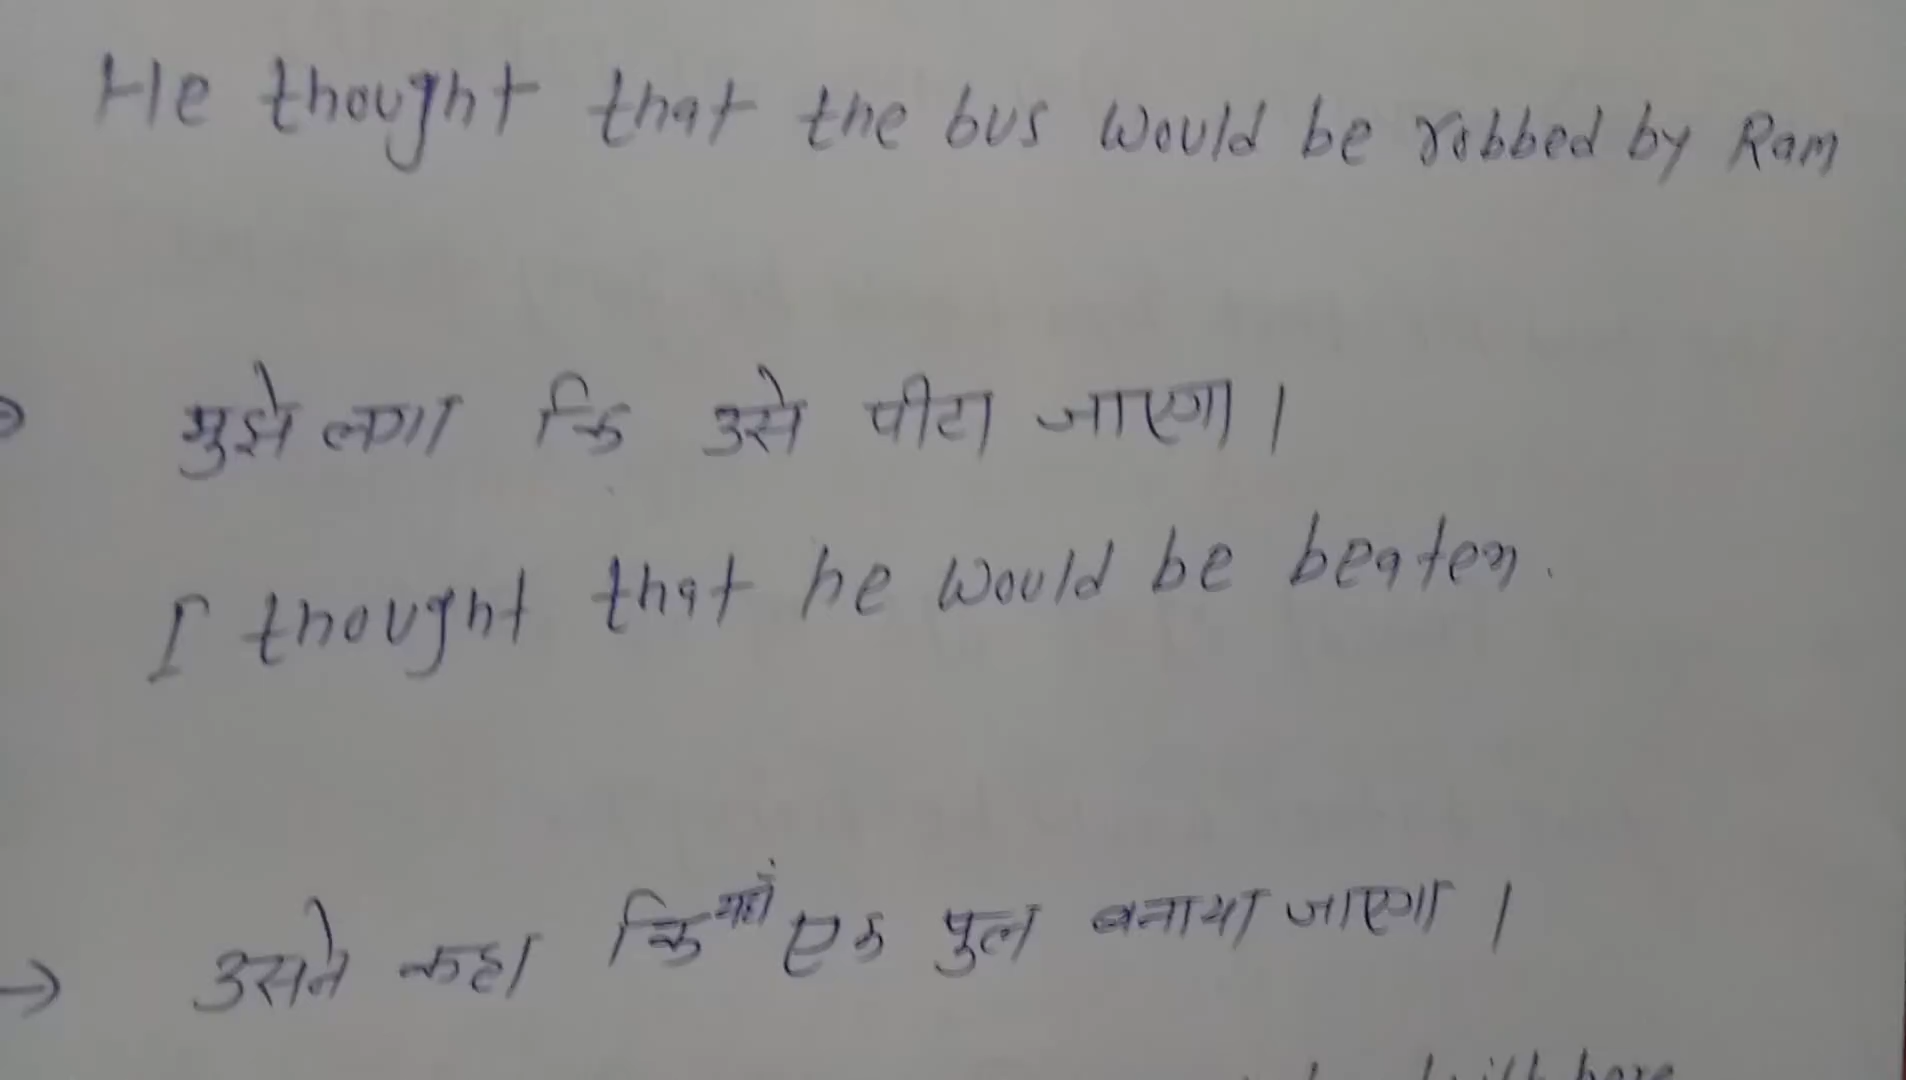 He thought that the bus would be robbed by Ram
→ मुझे लगा कि उसे पीटा जाएगा।
I thought that he would be beaten.
→ उसने कहा कि यहाँ एक पुल बनाया जाएगा।
here